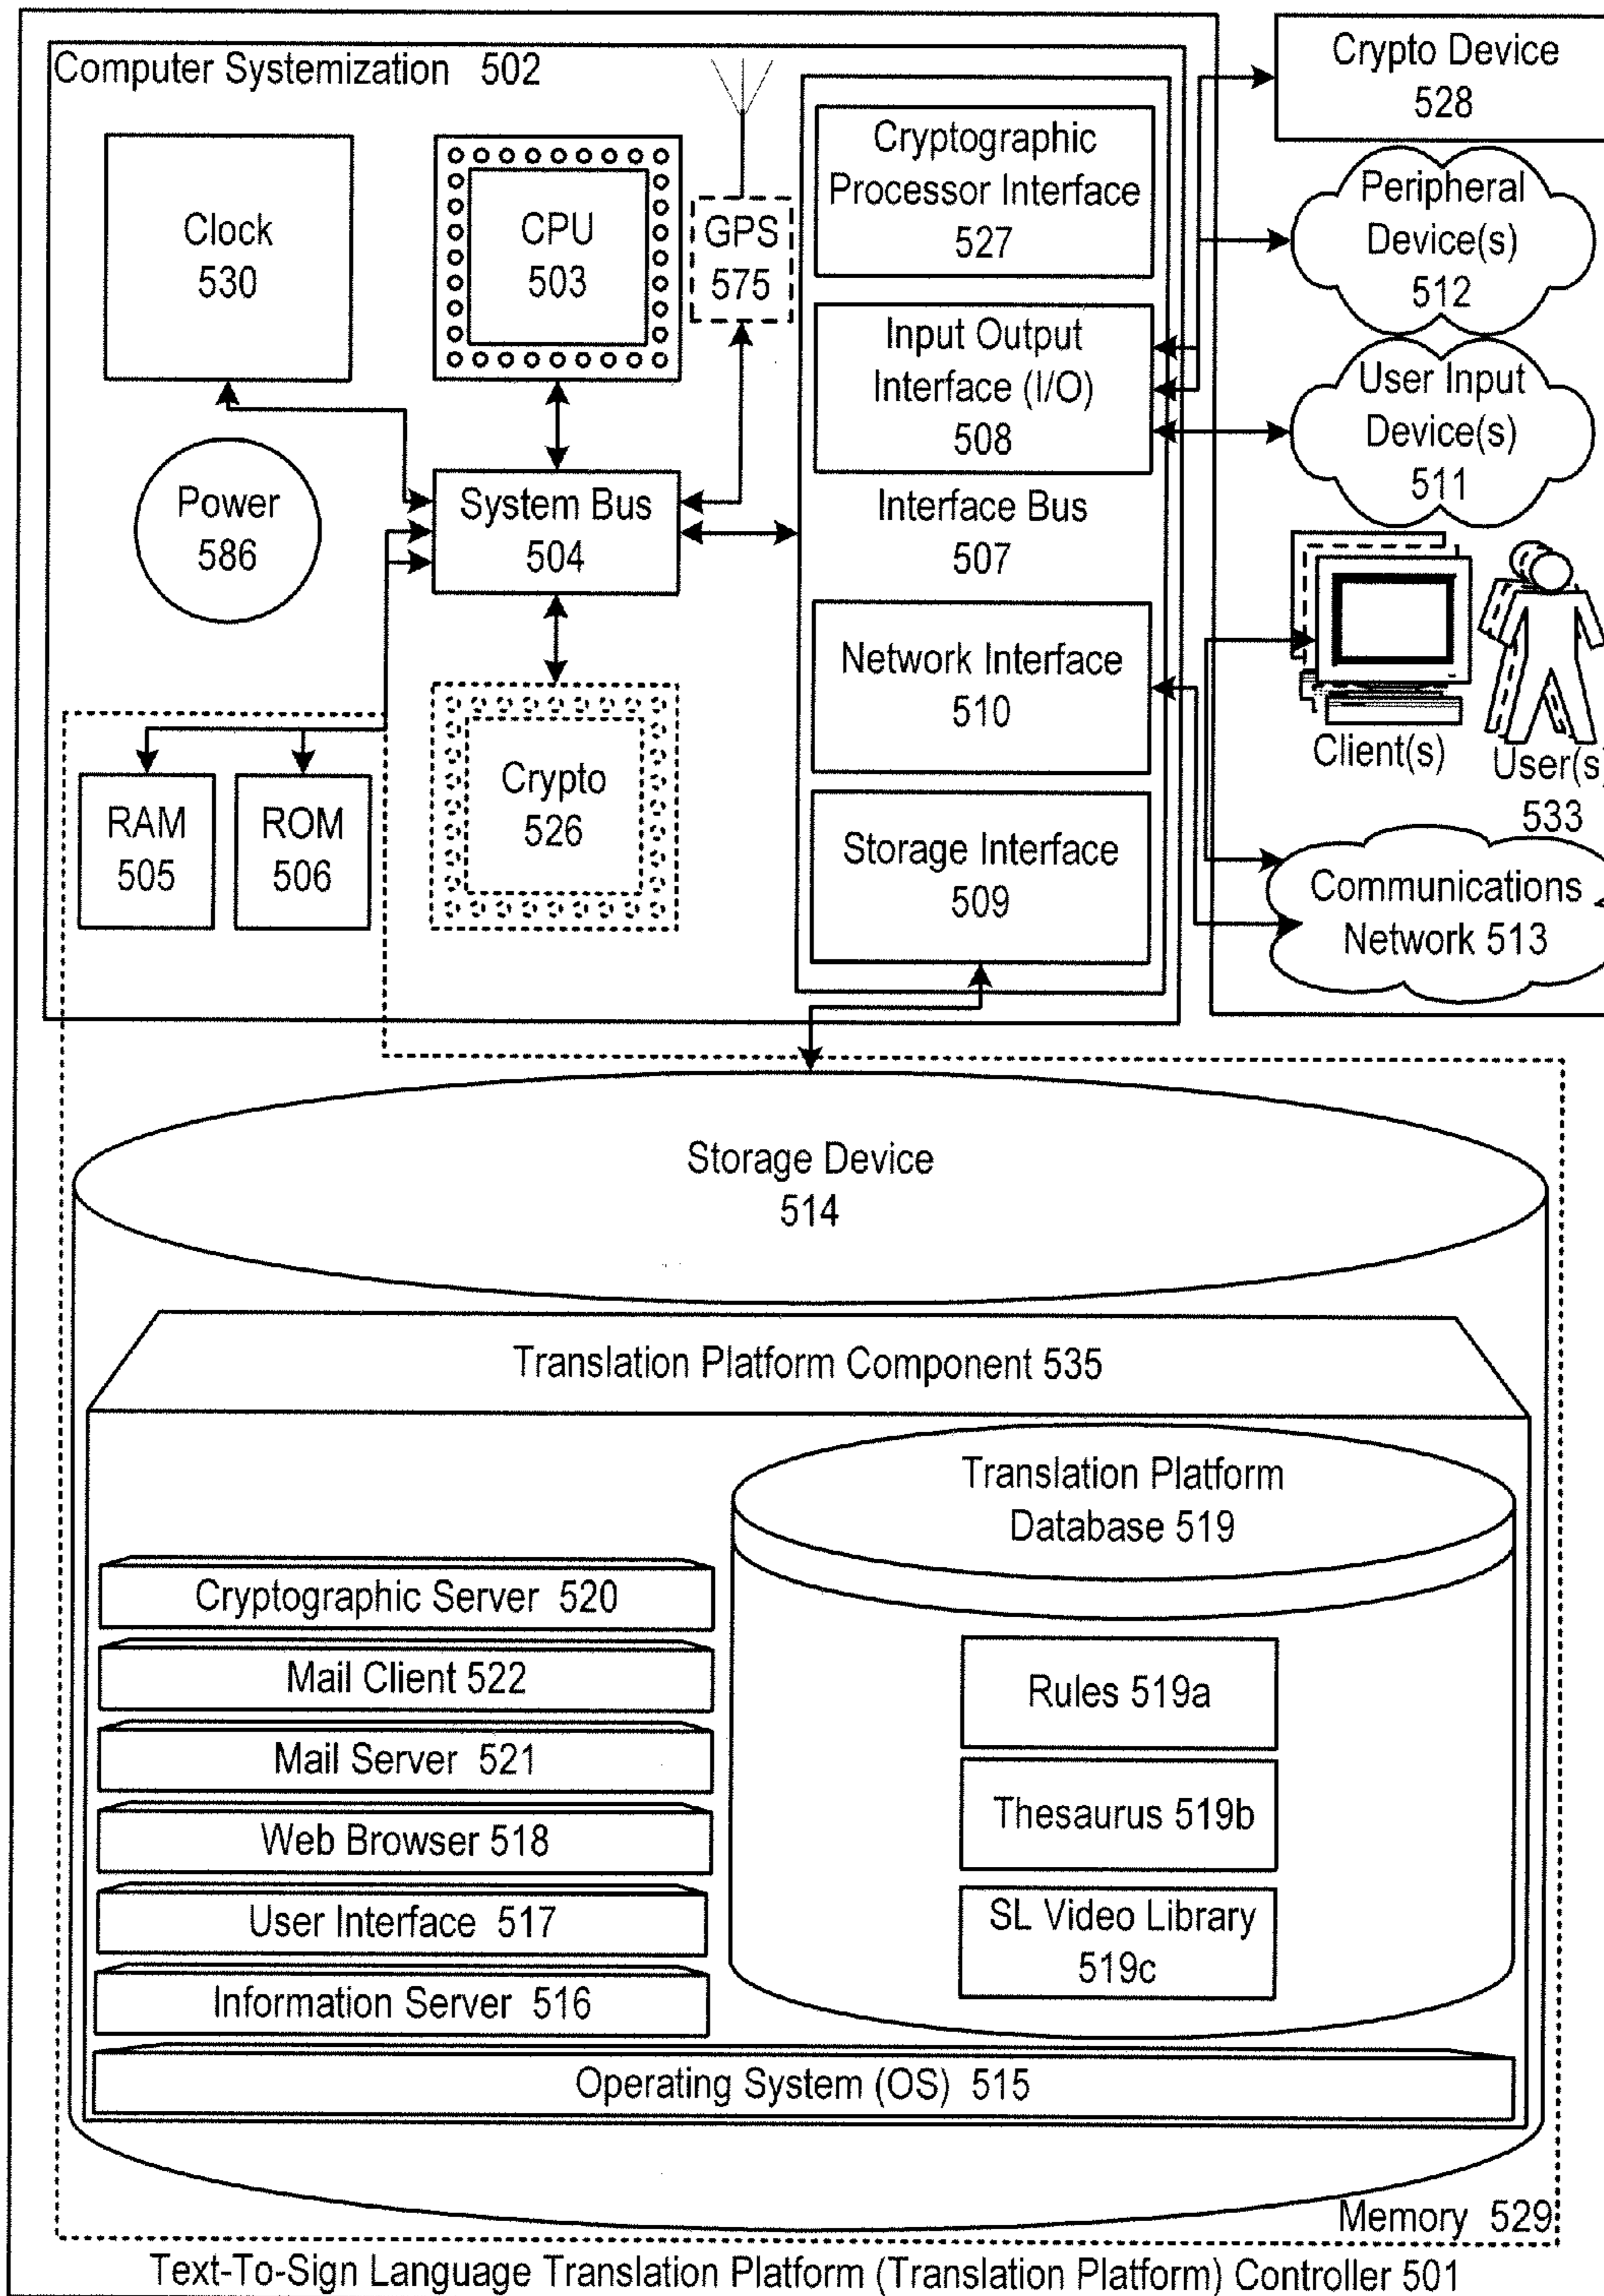 Computer Systemization 502
Clock
530
CPU
503
GPS
575
Power
586
System Bus
504
RAM
505
ROM
506
Crypto
526
Cryptographic
Processor Interface
527
Input Output
Interface (I/O)
508
Interface Bus
507
Network Interface
510
Storage Interface
509
Crypto Device
528
Peripheral
Device(s)
512
User Input
Device(s)
511
Client(s)
User(s)
533
Communications
Network 513
Storage Device
514
Translation Platform Component 535
Translation Platform
Database 519
Rules 519a
Thesaurus 519b
SL Video Library
519c
Cryptographic Server 520
Mail Client 522
Mail Server 521
Web Browser 518
User Interface 517
Information Server 516
Operating System (OS) 515
Memory 529
Text-To-Sign Language Translation Platform (Translation Platform) Controller 501